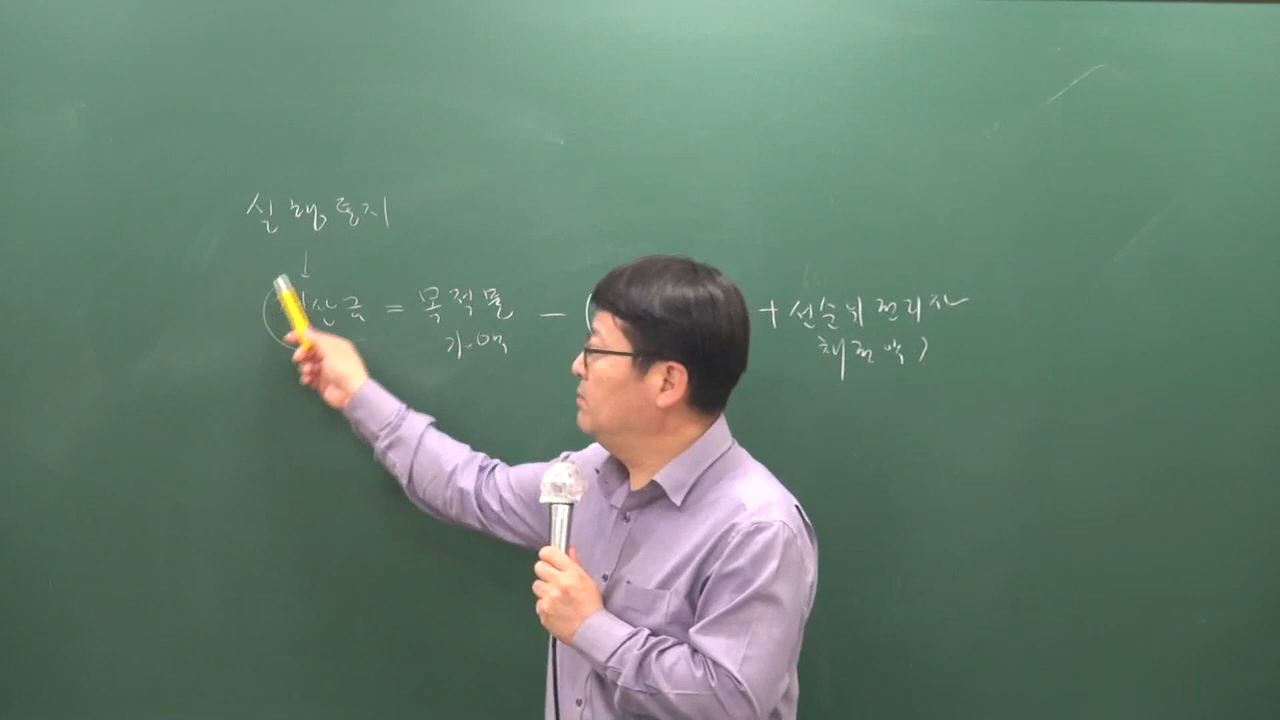 실행통지
↓
산금 = 목적물 – ( + 선순위 권리자
가액 채권액)